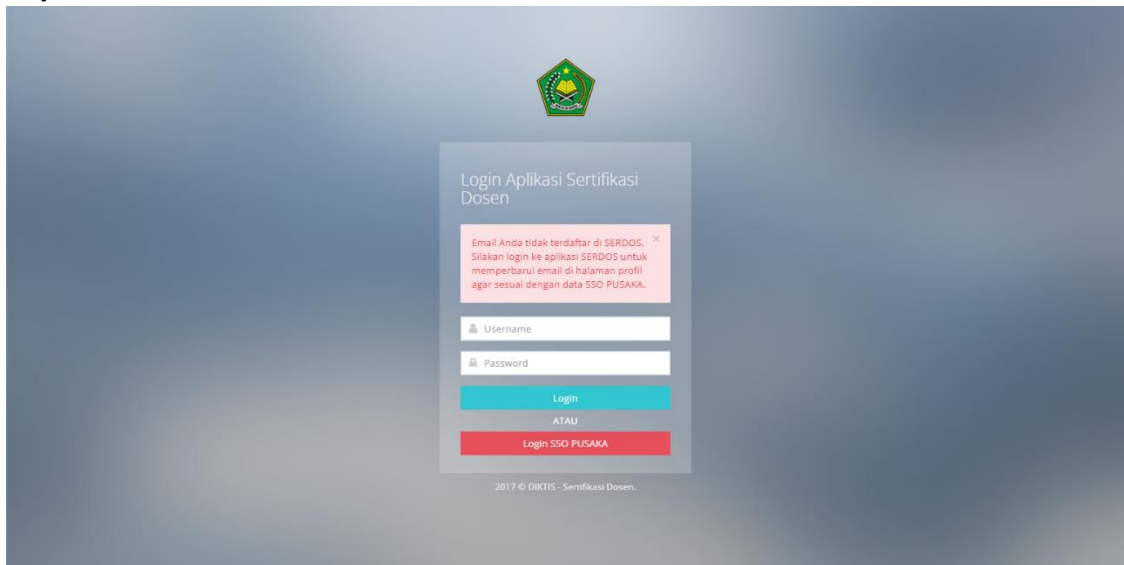 Login Aplikasi Sertifikasi
Dosen
Email Anda tidak terdaftar di SERDOS. ×
Silakan login ke aplikasi SERDOS untuk
memperbarui email di halaman profil
agar sesuai dengan data SSO PUSAKA.
Username
Password
Login
ATAU
Login SSO PUSAKA
2017 © DIKTIS - Sertifikasi Dosen.